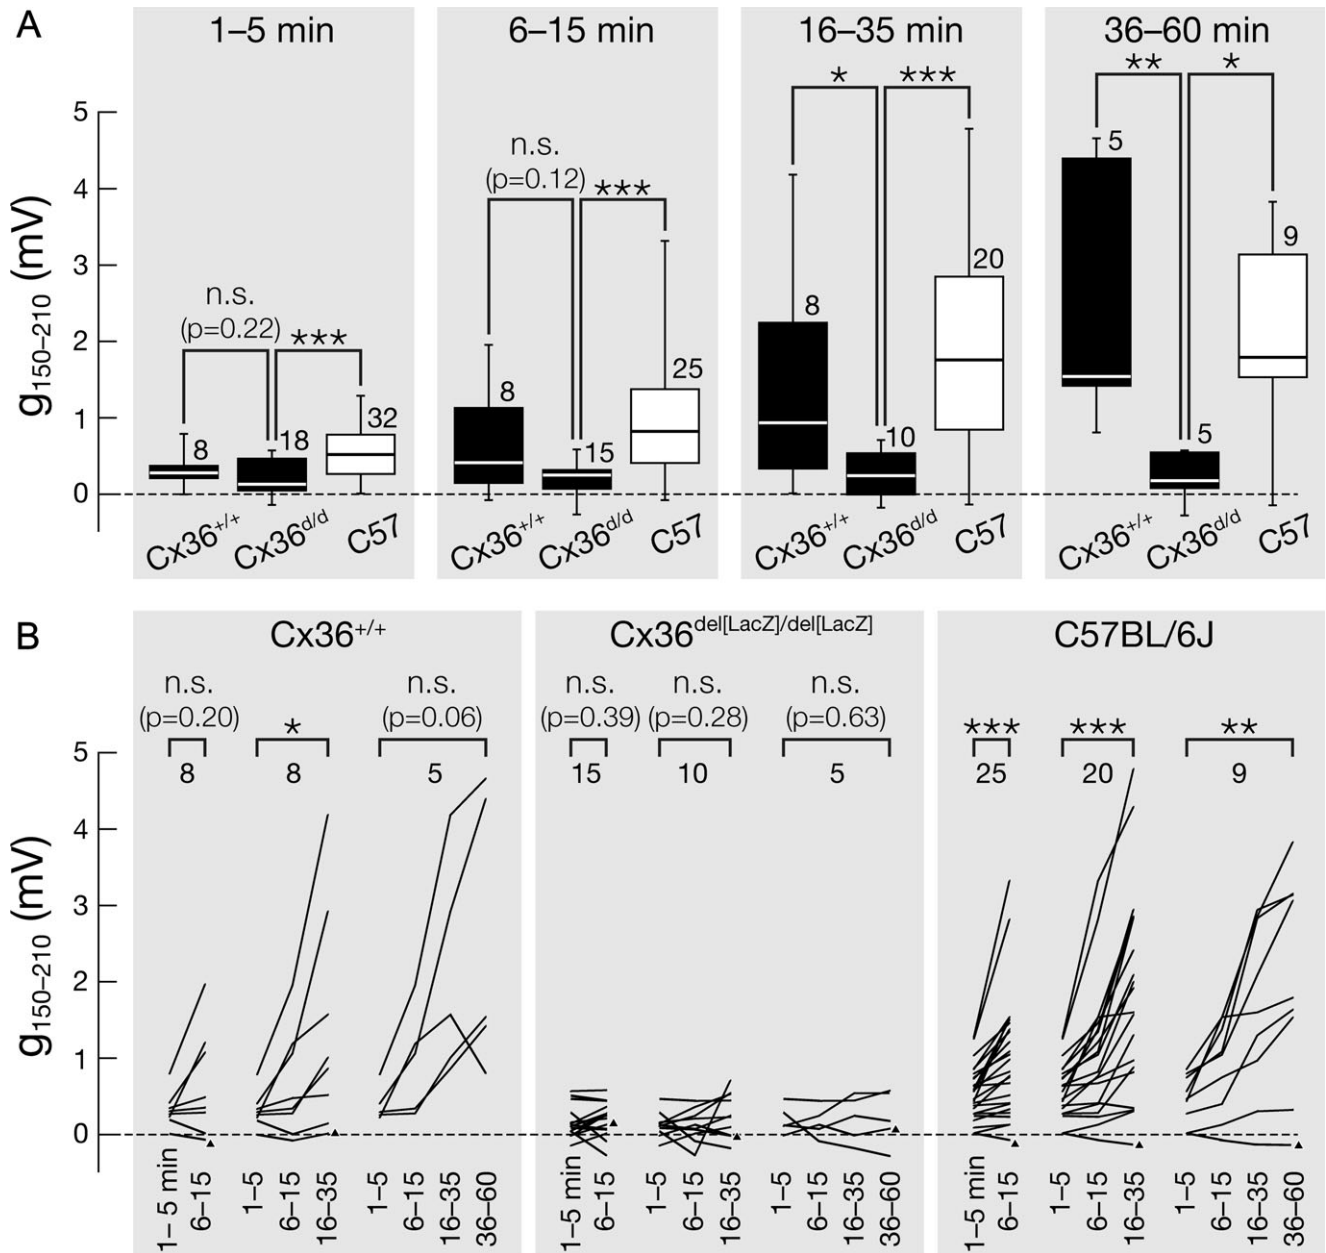 A
1–5 min
6–15 min
16–35 min
36–60 min
g150–210 (mV)
5
4
3
2
1
0
n.s.
(p=0.22)
***
8
18
32
Cx36+/+
Cx36d/d
C57
n.s.
(p=0.12)
***
8
15
25
Cx36+/+
Cx36d/d
C57
*
***
8
10
20
Cx36+/+
Cx36d/d
C57
**
*
5
5
9
Cx36+/+
Cx36d/d
C57
B
Cx36+/+
Cx36del[LacZ]/del[LacZ]
C57BL/6J
g150–210 (mV)
5
4
3
2
1
0
n.s.
(p=0.20)
8
*
8
n.s.
(p=0.06)
5
n.s.
(p=0.39)
15
n.s.
(p=0.28)
10
n.s.
(p=0.63)
5
***
25
***
20
**
9
1– 5 min
6–15
1–5
6–15
16–35
1–5
6–15
16–35
36–60
1–5 min
6–15
1–5
6–15
16–35
1–5
6–15
16–35
36–60
1–5 min
6–15
1–5
6–15
16–35
1–5
6–15
16–35
36–60